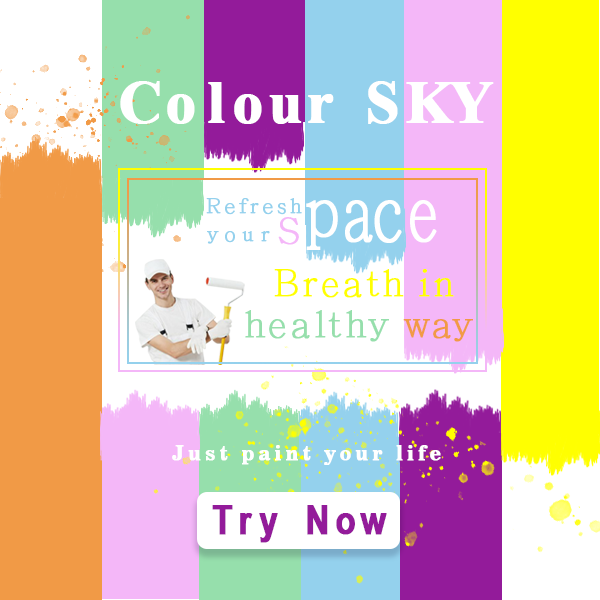 Colour SKY
Refresh
your Space
Breath in
healthy way
Just paint your life
Try Now